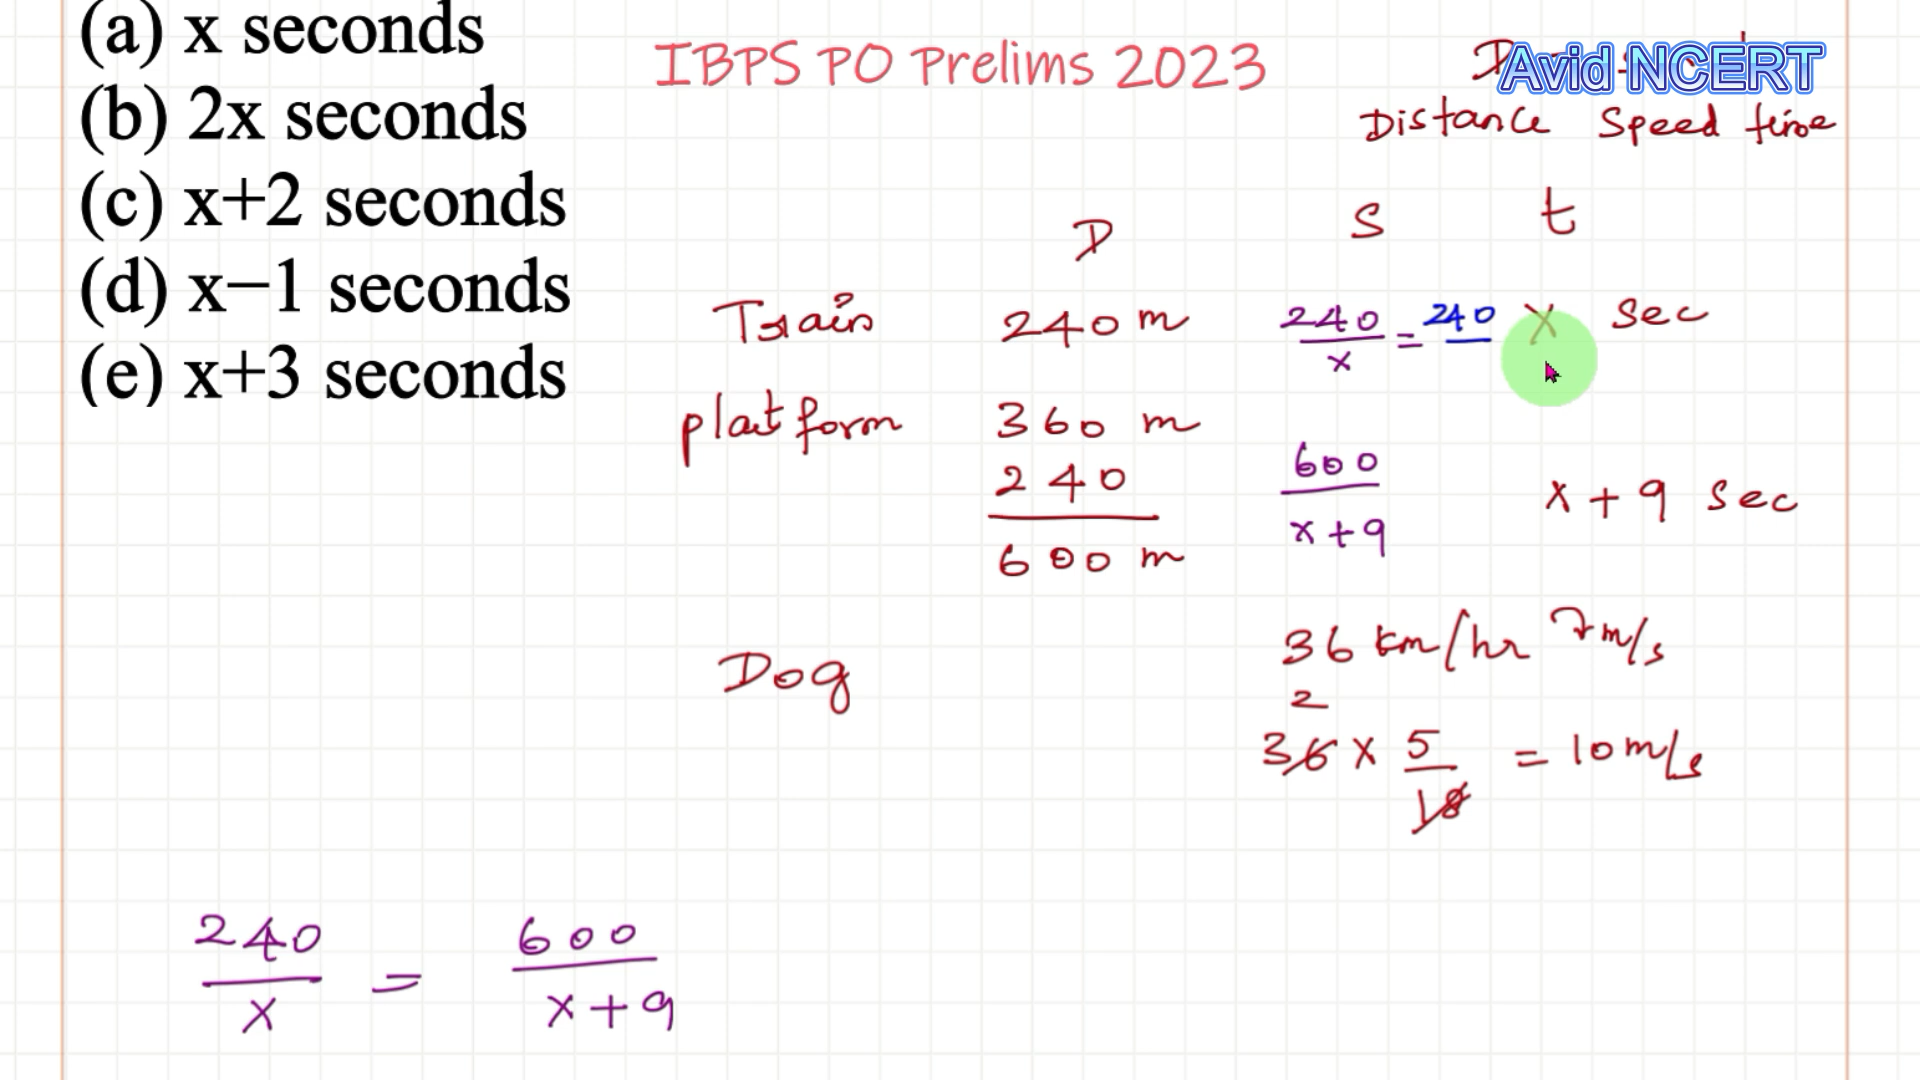 (a) x seconds
(b) 2x seconds
(c) x+2 seconds
(d) x−1 seconds
(e) x+3 seconds
IBPS PO Prelims 2023
Avid NCERT
Distance Speed time
D S t
Train 240 m 240/x = 240 x sec
platform 360 m
240
600 m
600/x+9 x+9 sec
Dog 36 km/hr 7 m/s
2
36 x 5/18 = 10 m/s
240/x = 600/x+9